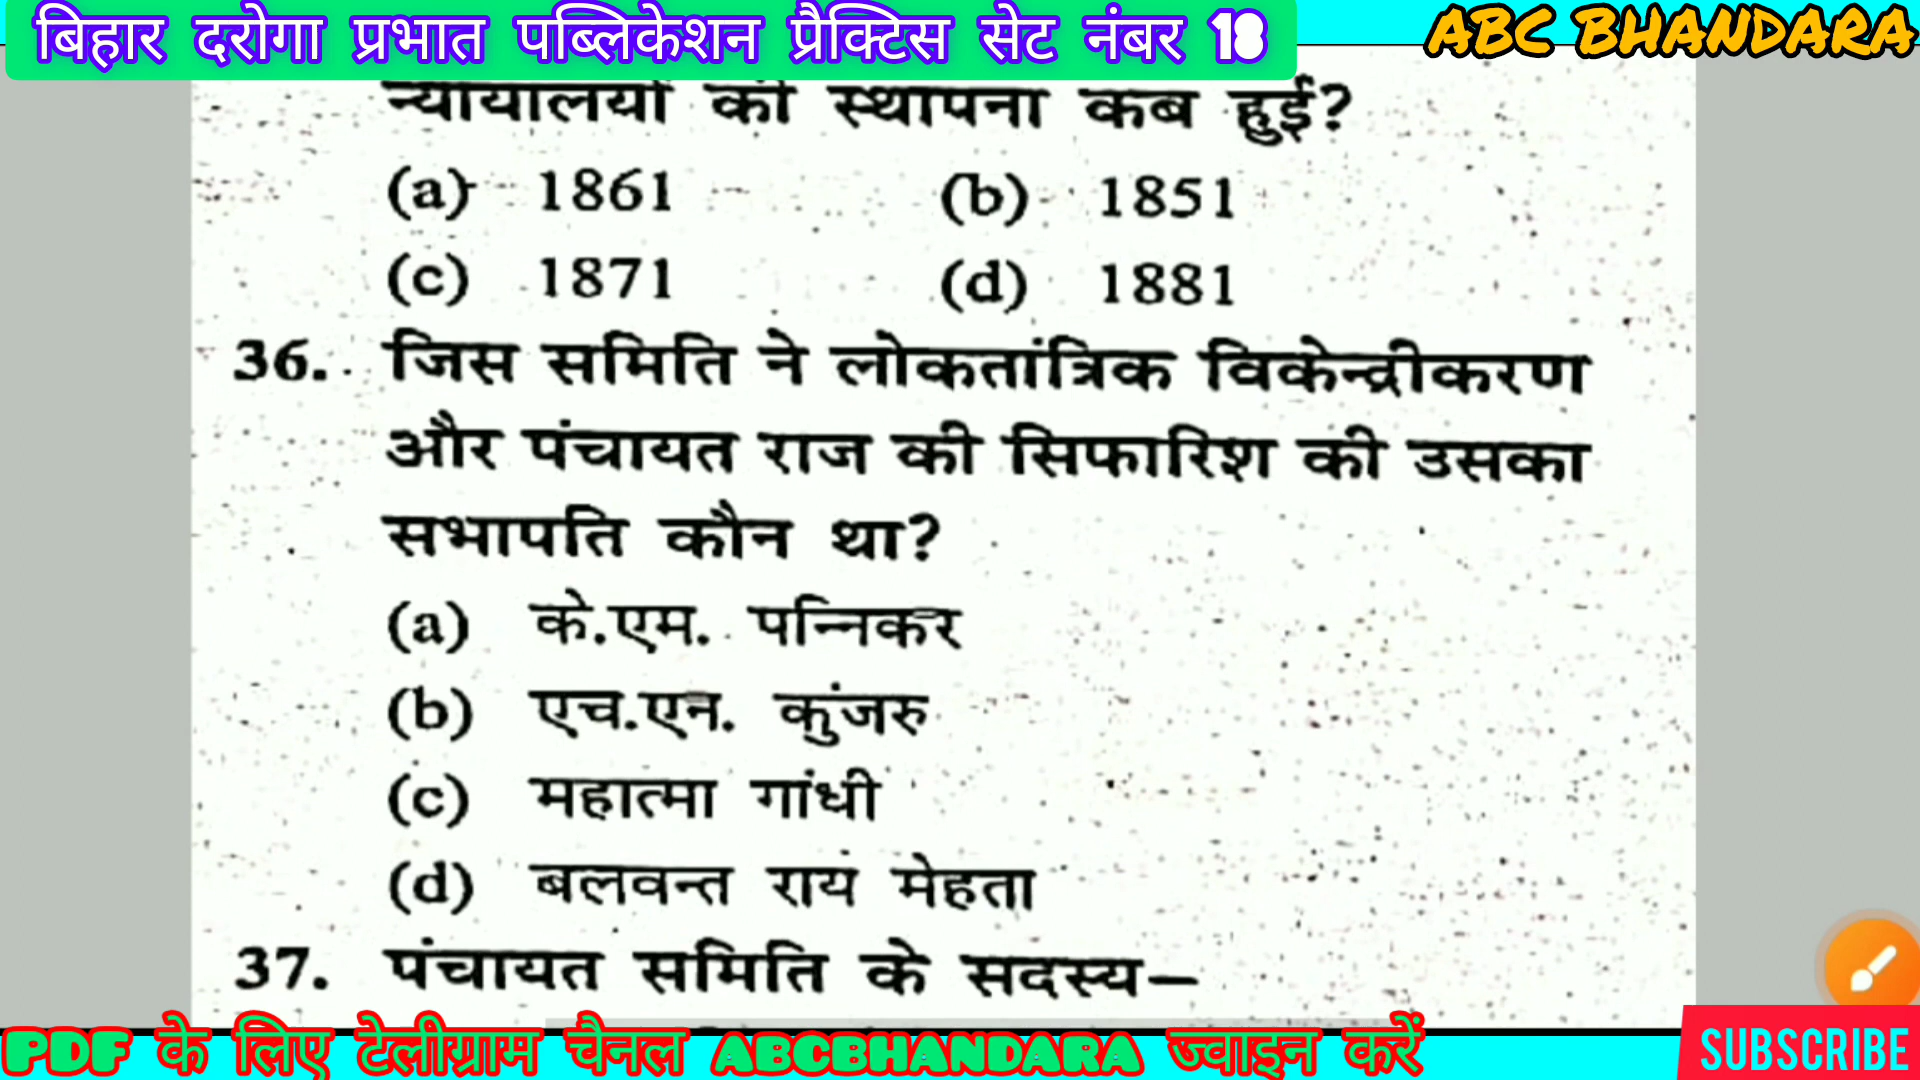 बिहार दरोगा प्रभात पब्लिकेशन प्रैक्टिस सेट नंबर 18
ABC BHANDARA
न्यायालयों की स्थापना कब हुई?
(a) 1861 (b) 1851
(c) 1871 (d) 1881
36. जिस समिति ने लोकतांत्रिक विकेन्द्रीकरण
और पंचायत राज की सिफारिश की उसका
सभापति कौन था?
(a) के.एम. पन्निकर
(b) एच.एन. कुंजरु
(c) महात्मा गांधी
(d) बलवन्त राय मेहता
37. पंचायत समिति के सदस्य—
PDF के लिए टेलीग्राम चैनल ABCBHANDARA ज्वाइन करें
SUBSCRIBE